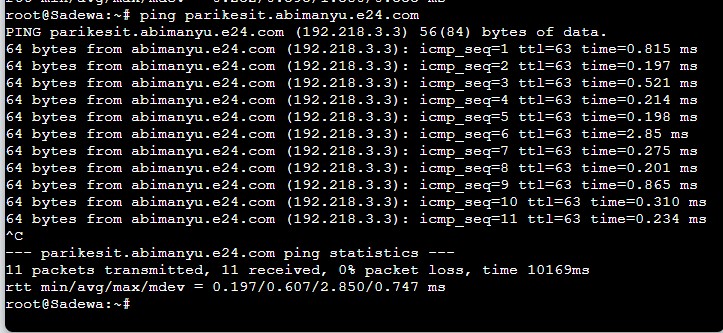 root@Sadewa:~# ping parikesit.abimanyu.e24.com
PING parikesit.abimanyu.e24.com (192.218.3.3) 56(84) bytes of data.
64 bytes from abimanyu.e24.com (192.218.3.3): icmp_seq=1 ttl=63 time=0.815 ms
64 bytes from abimanyu.e24.com (192.218.3.3): icmp_seq=2 ttl=63 time=0.197 ms
64 bytes from abimanyu.e24.com (192.218.3.3): icmp_seq=3 ttl=63 time=0.521 ms
64 bytes from abimanyu.e24.com (192.218.3.3): icmp_seq=4 ttl=63 time=0.214 ms
64 bytes from abimanyu.e24.com (192.218.3.3): icmp_seq=5 ttl=63 time=0.198 ms
64 bytes from abimanyu.e24.com (192.218.3.3): icmp_seq=6 ttl=63 time=2.85 ms
64 bytes from abimanyu.e24.com (192.218.3.3): icmp_seq=7 ttl=63 time=0.275 ms
64 bytes from abimanyu.e24.com (192.218.3.3): icmp_seq=8 ttl=63 time=0.201 ms
64 bytes from abimanyu.e24.com (192.218.3.3): icmp_seq=9 ttl=63 time=0.865 ms
64 bytes from abimanyu.e24.com (192.218.3.3): icmp_seq=10 ttl=63 time=0.310 ms
64 bytes from abimanyu.e24.com (192.218.3.3): icmp_seq=11 ttl=63 time=0.234 ms
^C
--- parikesit.abimanyu.e24.com ping statistics ---
11 packets transmitted, 11 received, 0% packet loss, time 10169ms
rtt min/avg/max/mdev = 0.197/0.607/2.850/0.747 ms
root@Sadewa:~#